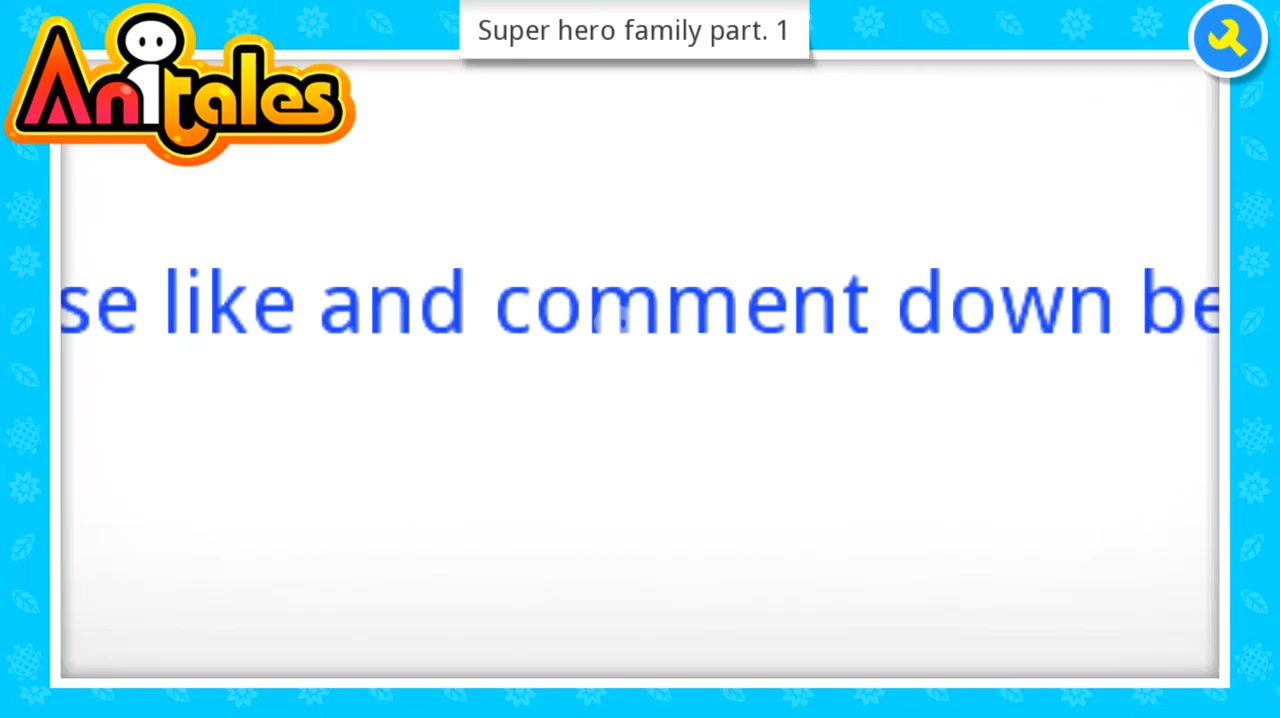 Super hero family part. 1
Anitales
se like and comment down be